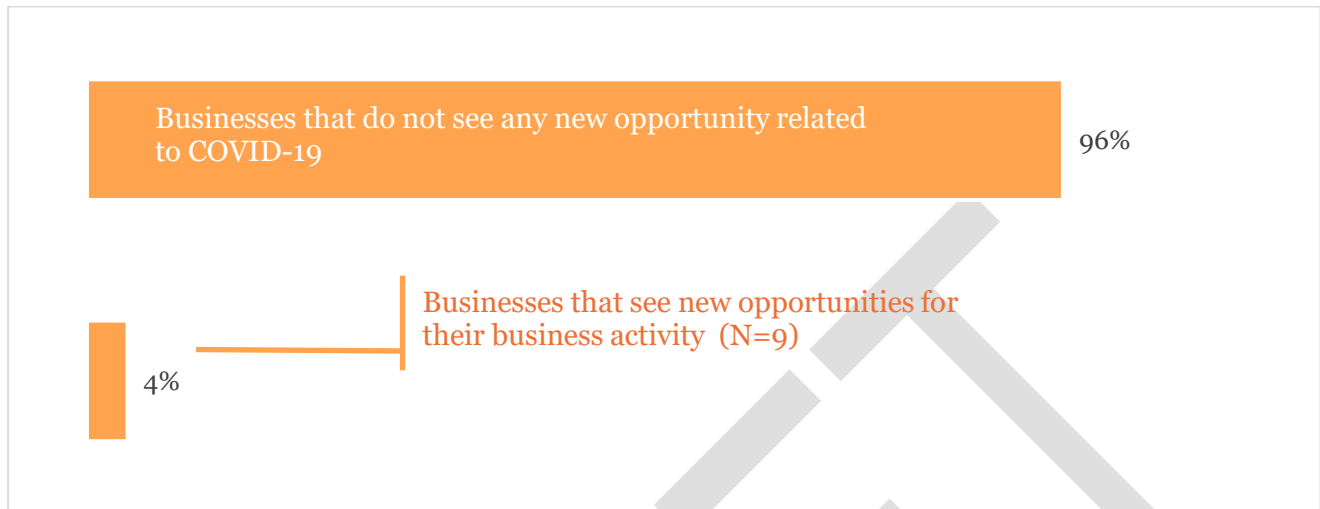 Businesses that do not see any new opportunity related
to COVID-19
96%
Businesses that see new opportunities for
their business activity  (N=9)
4%